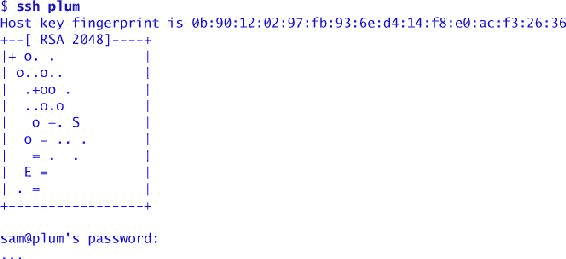 $ ssh plum
Host key fingerprint is 0b:90:12:02:97:fb:93:6e:d4:14:f8:e0:ac:f3:26:36
+--[ RSA 2048]----+
|+ o. .           |
| o..o..          |
|  .+oo .         |
|  ..o.o          |
|   o =. S        |
|  o = .. .       |
|   = .  .        |
|  E =            |
| . =             |
+-----------------+
sam@plum's password:
...